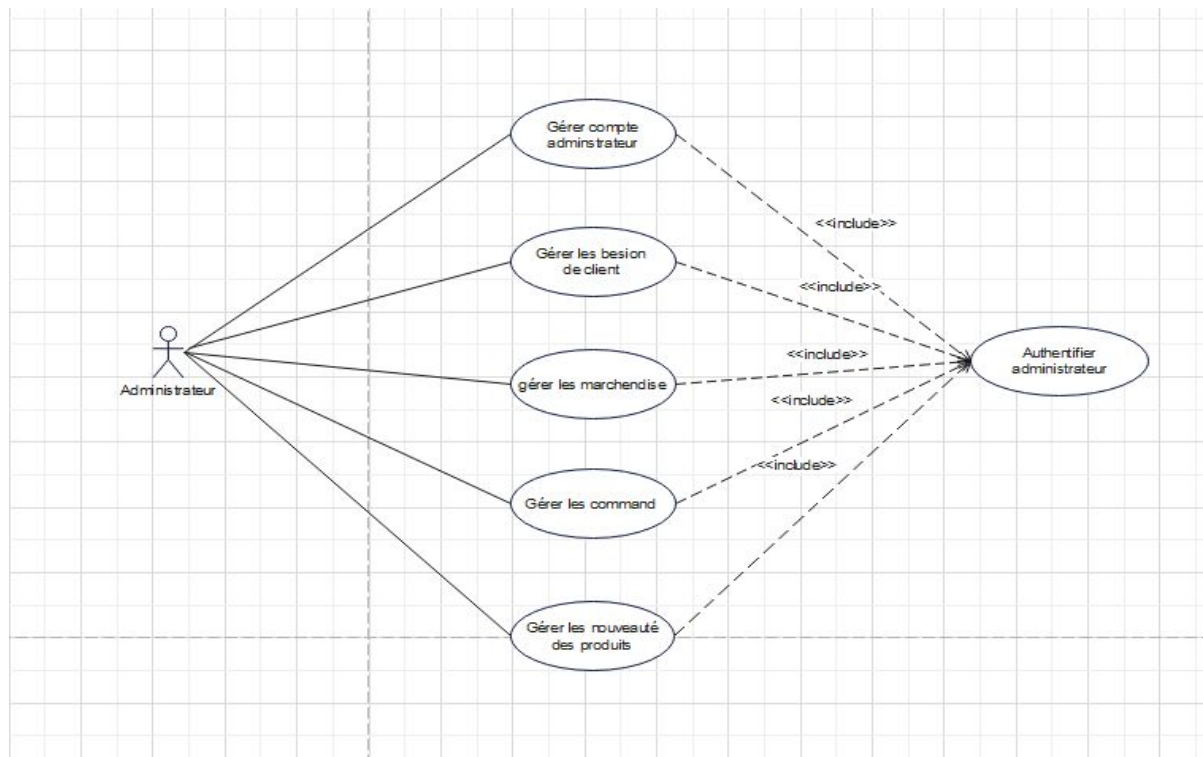 Gérer compte
adminstrateur
<<include>>
Gérer les besion
de client
<<include>>
Administrateur
gérer les marchendise
<<include>>
Authentifier
administrateur
<<include>>
Gérer les command
<<include>>
Gérer les nouveauté
des produits